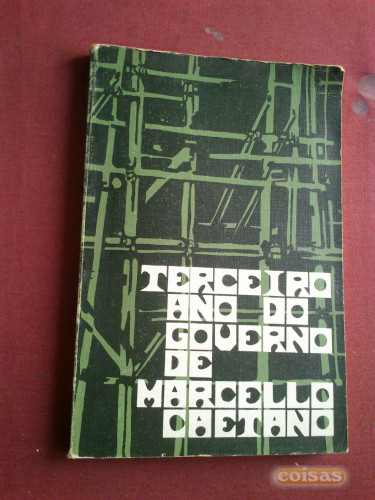 TERCEIRO
ANO DO
GOVERNO
DE
MARCELLO
CAETANO
coisas